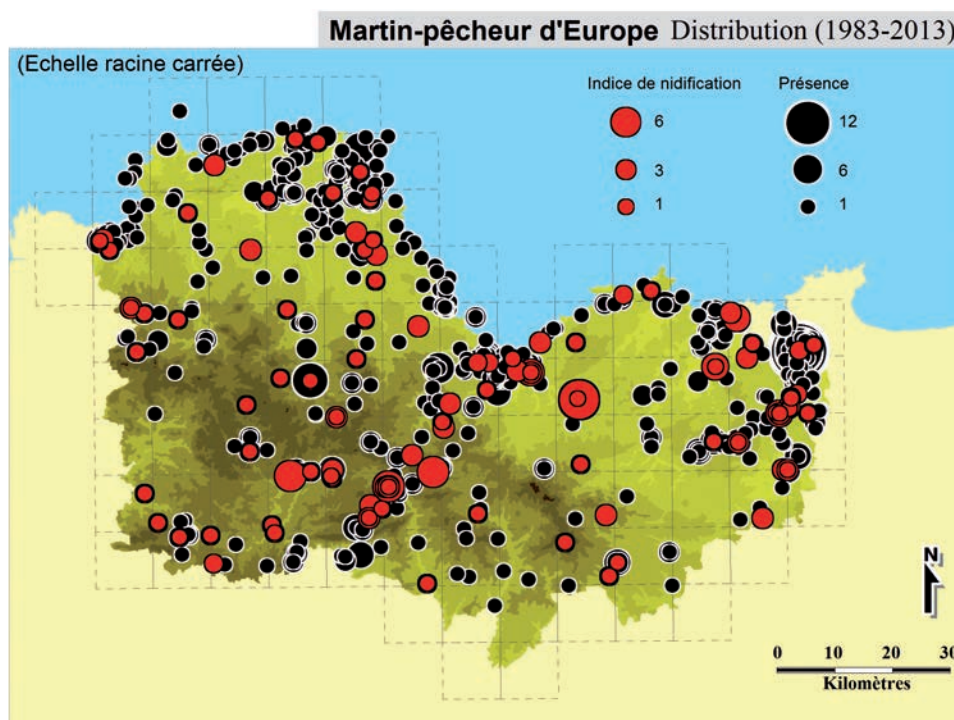 Martin-pêcheur d'Europe Distribution (1983-2013)
(Echelle racine carrée)
Indice de nidification
6
3
1
Présence
12
6
1
N
0 10 20 30
Kilomètres